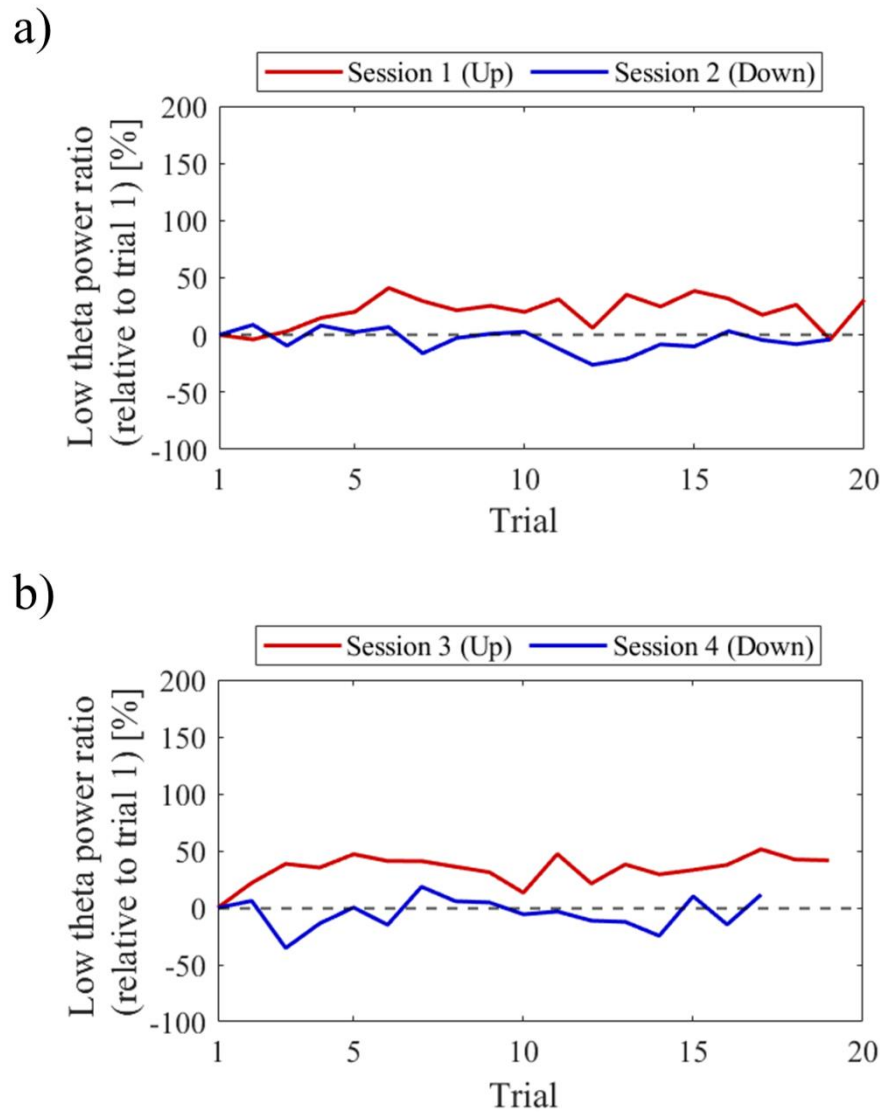 a)
Session 1 (Up) Session 2 (Down)
Low theta power ratio
(relative to trial 1) [%]
200
150
100
50
0
-50
-100
1 5 10 15 20
Trial
b)
Session 3 (Up) Session 4 (Down)
Low theta power ratio
(relative to trial 1) [%]
200
150
100
50
0
-50
-100
1 5 10 15 20
Trial